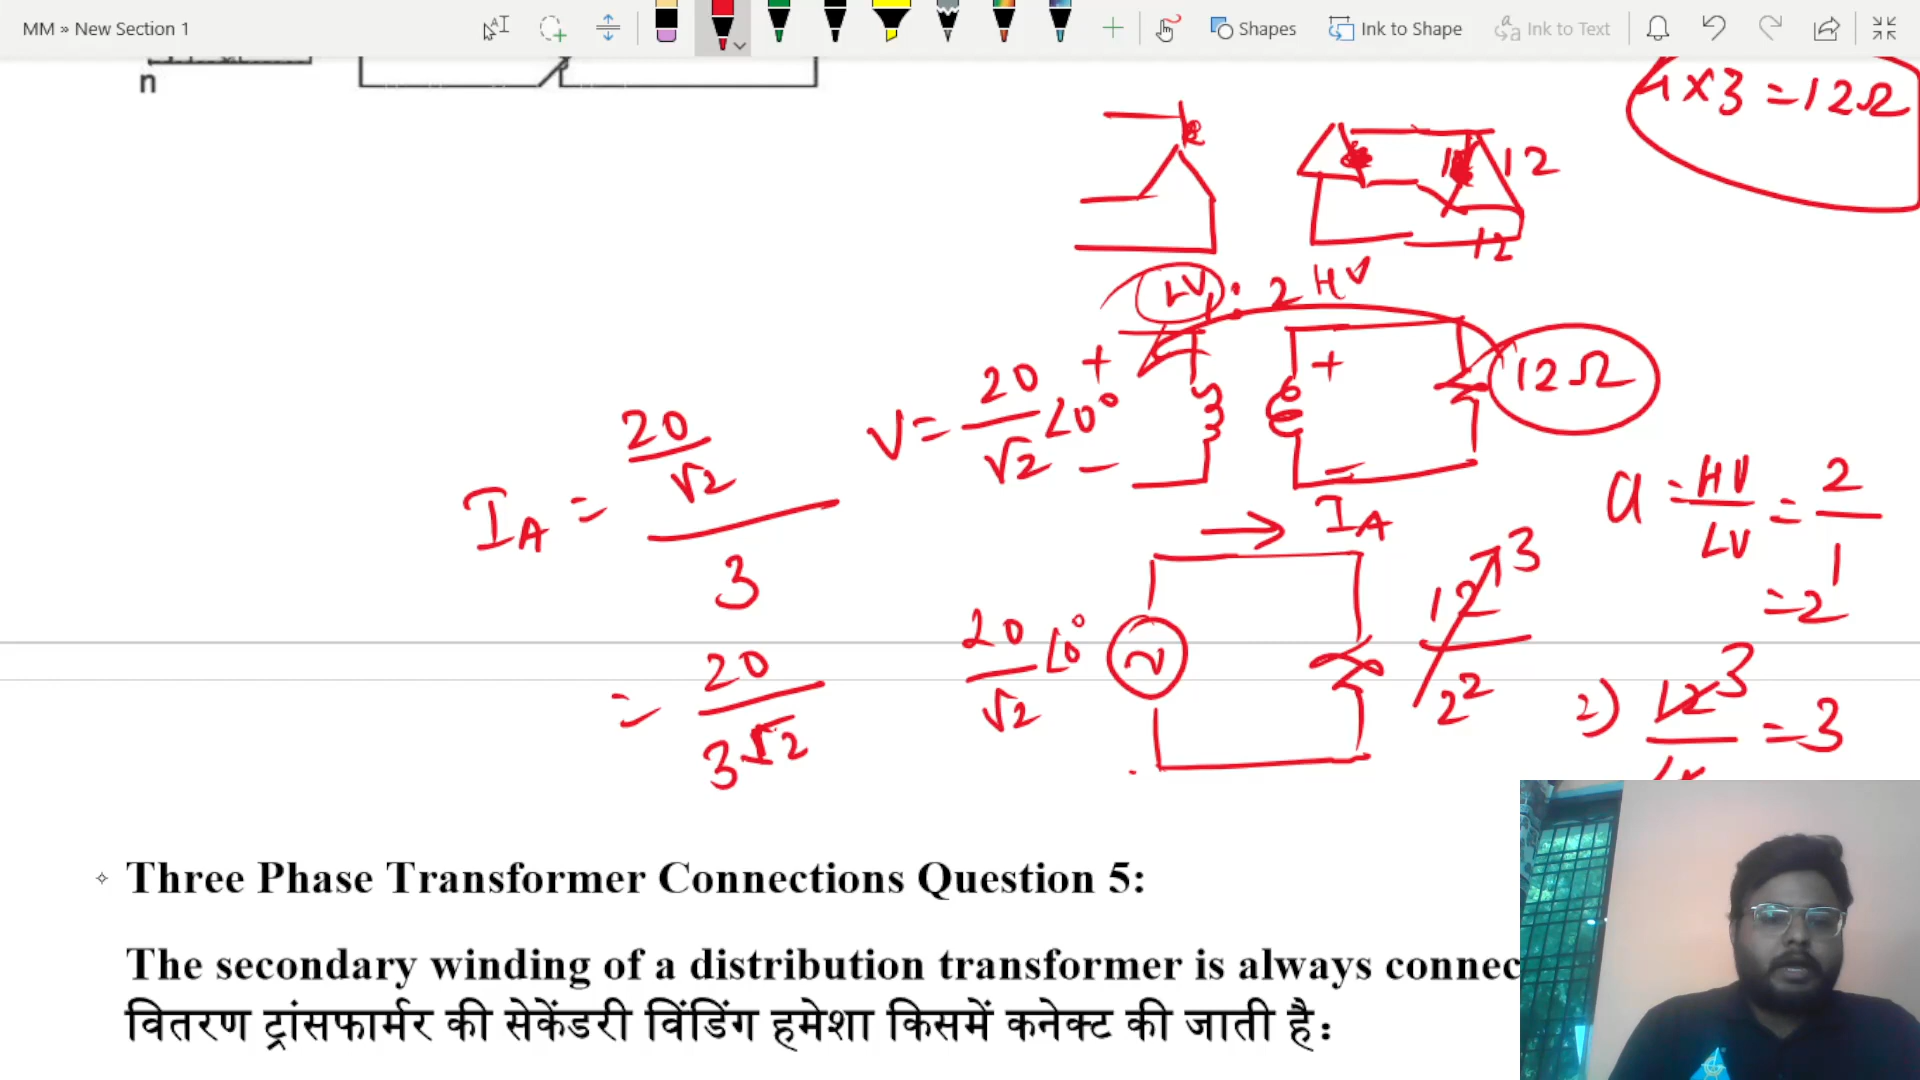 MM » New Section 1
Shapes
Ink to Shape
Ink to Text
n
4 x 3 = 12Ω
12
12
LV : 2 HV
+
+
12Ω
V = 20/√2 ∠0°
−
−
I_A = 20/√2 / 3
= 20/3√2
I_A
20/√2 ∠0°
12/2² 3
a = HV/LV = 2/1
= 2
2) 12 3 = 3
Three Phase Transformer Connections Question 5:
The secondary winding of a distribution transformer is always connec
वितरण ट्रांसफार्मर की सेकेंडरी विंडिंग हमेशा किसमें कनेक्ट की जाती है: